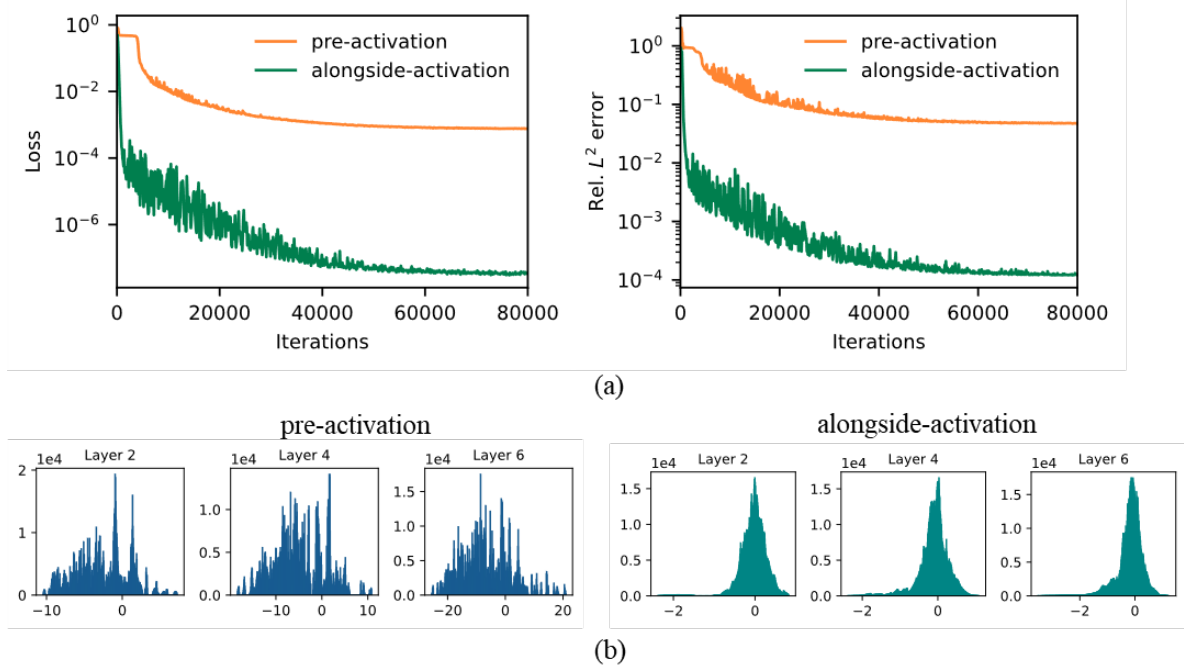 pre-activation
alongside-activation
10^0
10^-2
10^-4
10^-6
Loss
0 20000 40000 60000 80000
Iterations
pre-activation
alongside-activation
10^0
10^-1
10^-2
10^-3
10^-4
Rel. L^2 error
0 20000 40000 60000 80000
Iterations
(a)
pre-activation
Layer 2
1e4
2
1
0
-10 0
Layer 4
1e4
1.0
0.5
0.0
-10 0 10
Layer 6
1e4
1.5
1.0
0.5
0.0
-20 0 20
alongside-activation
Layer 2
1e4
1.5
1.0
0.5
0.0
-2 0
Layer 4
1e4
1.5
1.0
0.5
0.0
-2 0
Layer 6
1e4
1.5
1.0
0.5
0.0
-2 0
(b)